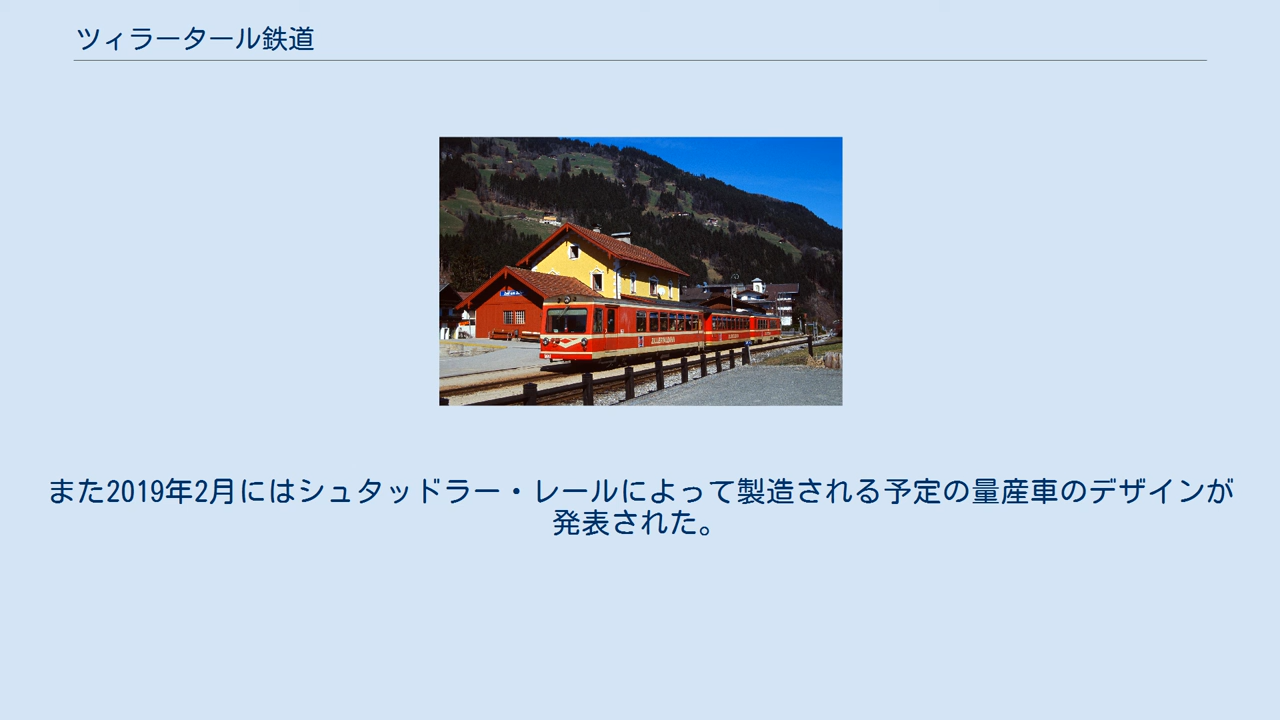 ツィラータール鉄道
また2019年2月にはシュタッドラー・レールによって製造される予定の量産車のデザインが
発表された。